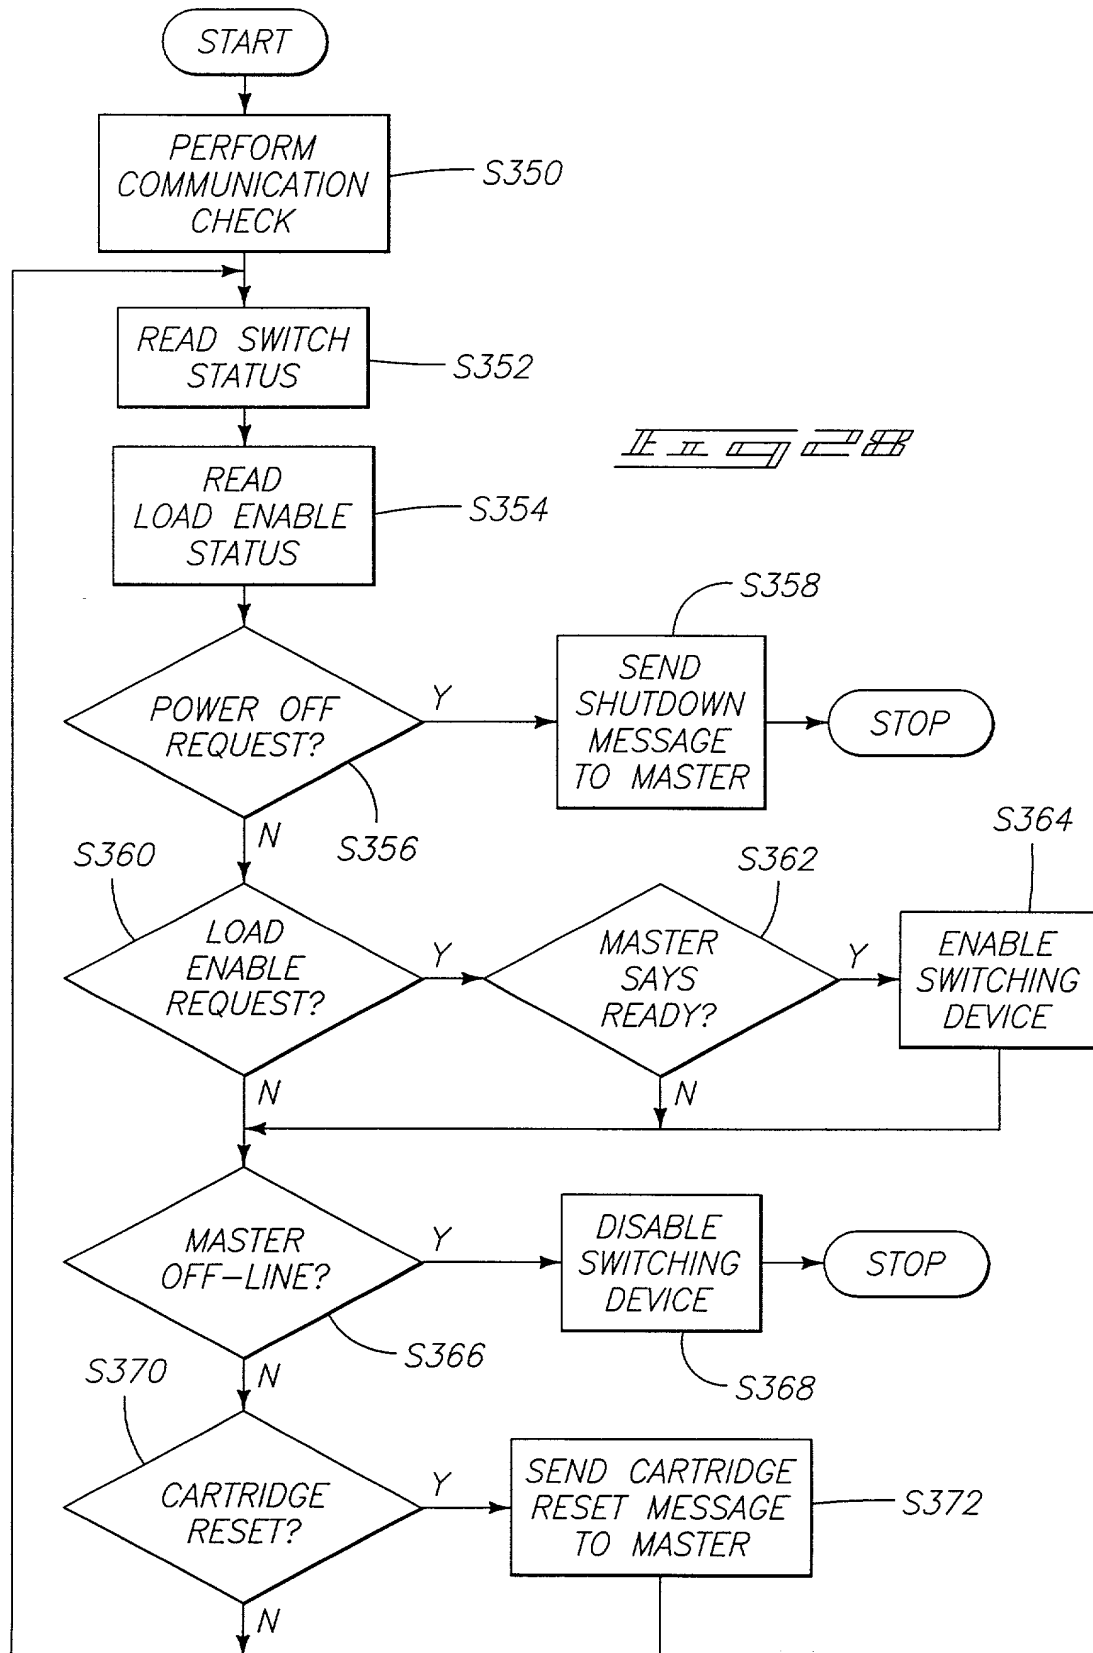 START
PERFORM
COMMUNICATION
CHECK
S350
READ SWITCH
STATUS
S352
Fig 28
READ
LOAD ENABLE
STATUS
S354
S358
POWER OFF
REQUEST?
Y
SEND
SHUTDOWN
MESSAGE
TO MASTER
STOP
N
S356
S360
S362
S364
LOAD
ENABLE
REQUEST?
Y
MASTER
SAYS
READY?
Y
ENABLE
SWITCHING
DEVICE
N
N
MASTER
OFF-LINE?
Y
DISABLE
SWITCHING
DEVICE
STOP
S366
N
S368
S370
CARTRIDGE
RESET?
Y
SEND CARTRIDGE
RESET MESSAGE
TO MASTER
S372
N